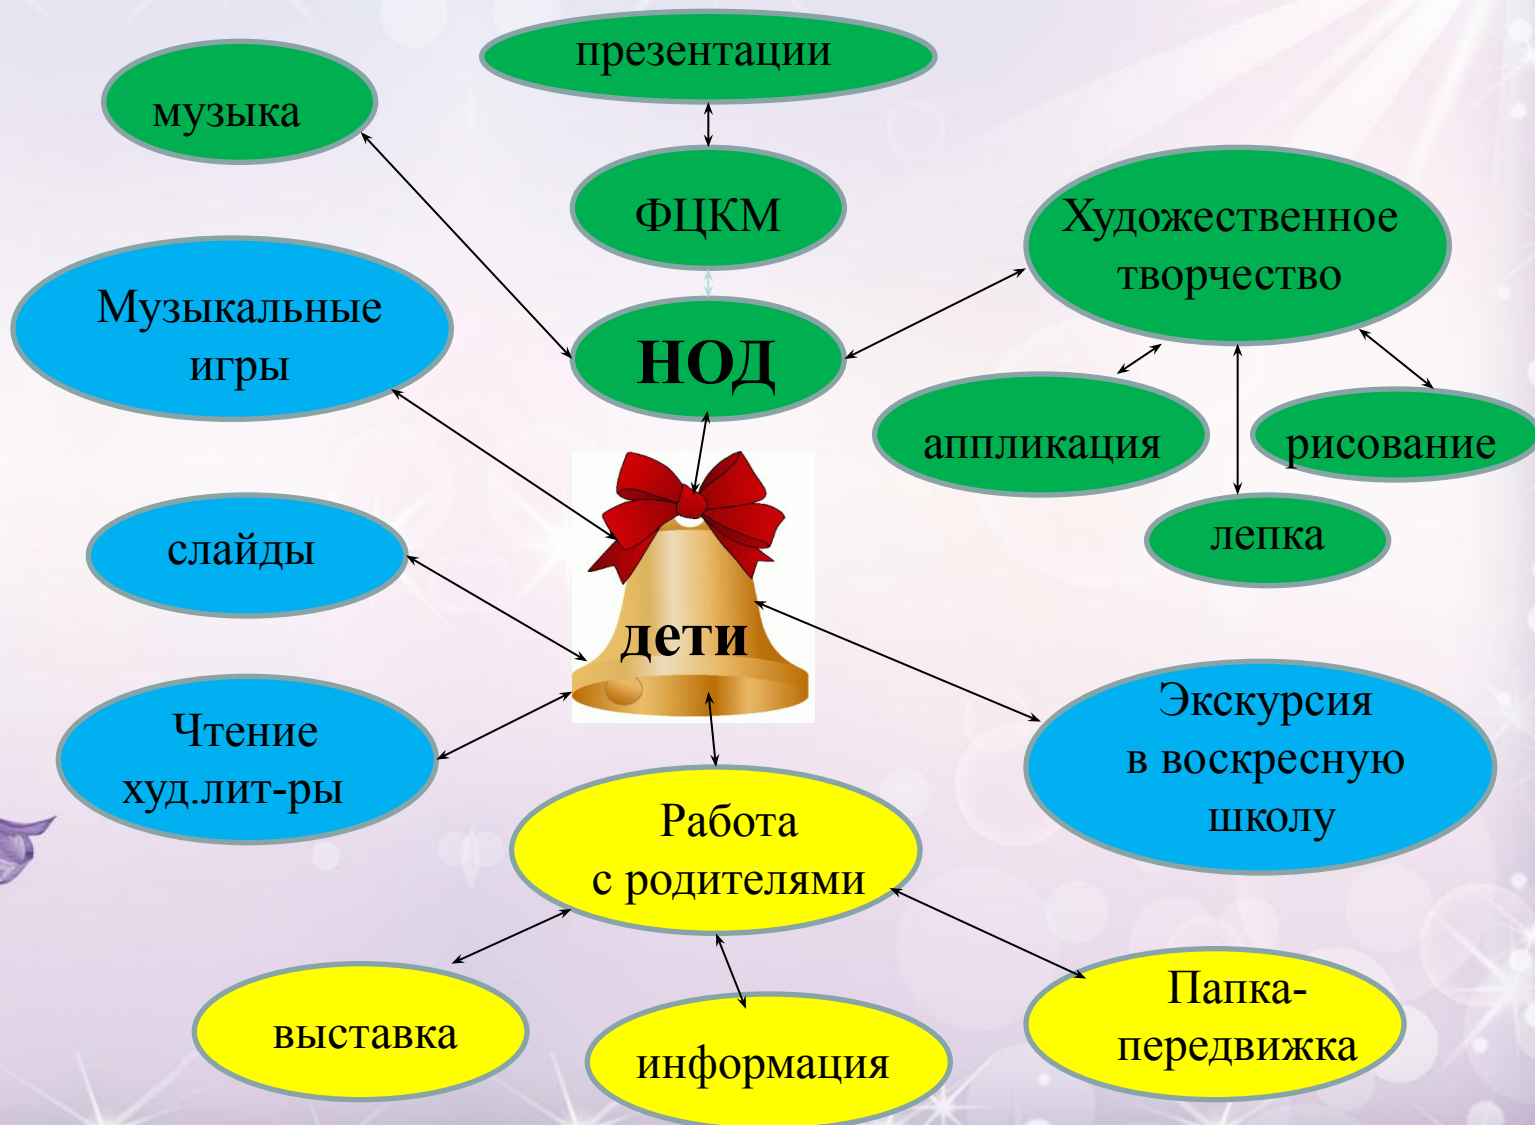 презентации
музыка
ФЦКМ
Художественное
творчество
Музыкальные
игры
НОД
аппликация
рисование
лепка
слайды
дети
Чтение
худ.лит-ры
Экскурсия
в воскресную
школу
Работа
с родителями
выставка
информация
Папка-
передвижка